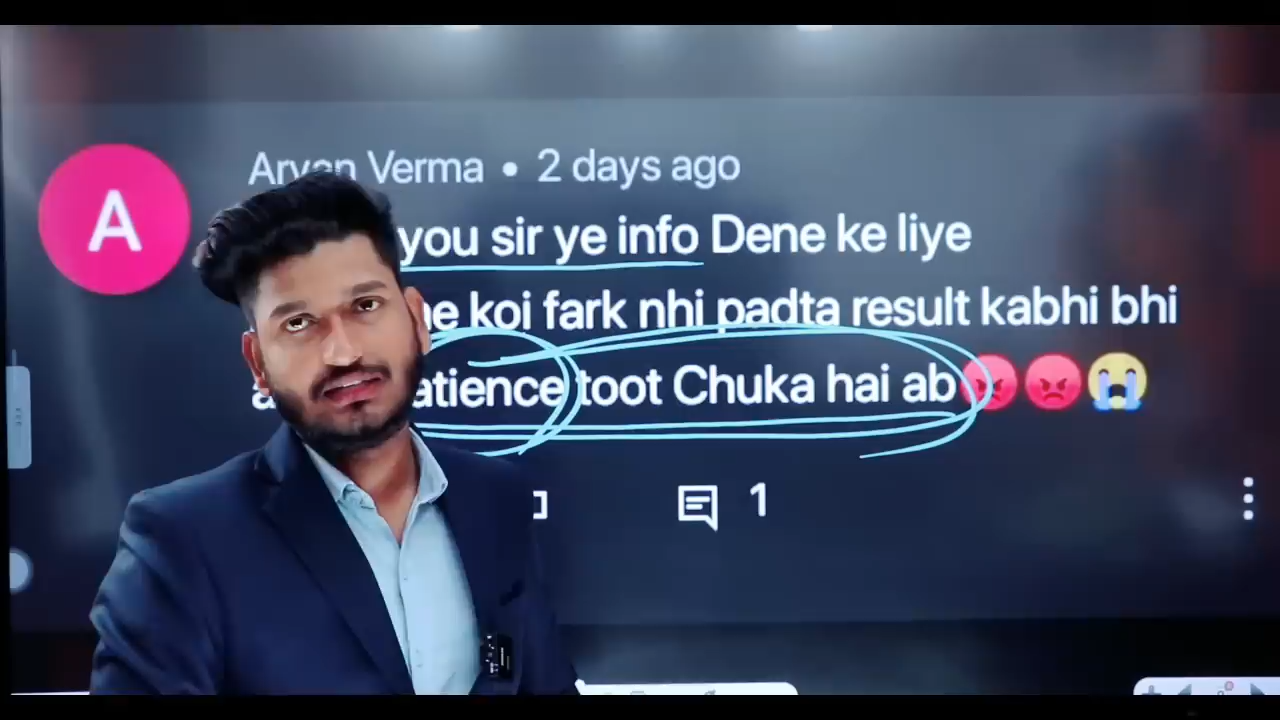 A
Aryan Verma • 2 days ago
you sir ye info Dene ke liye
koi fark nhi padta result kabhi bhi
toot Chuka hai ab😡😡😭
1